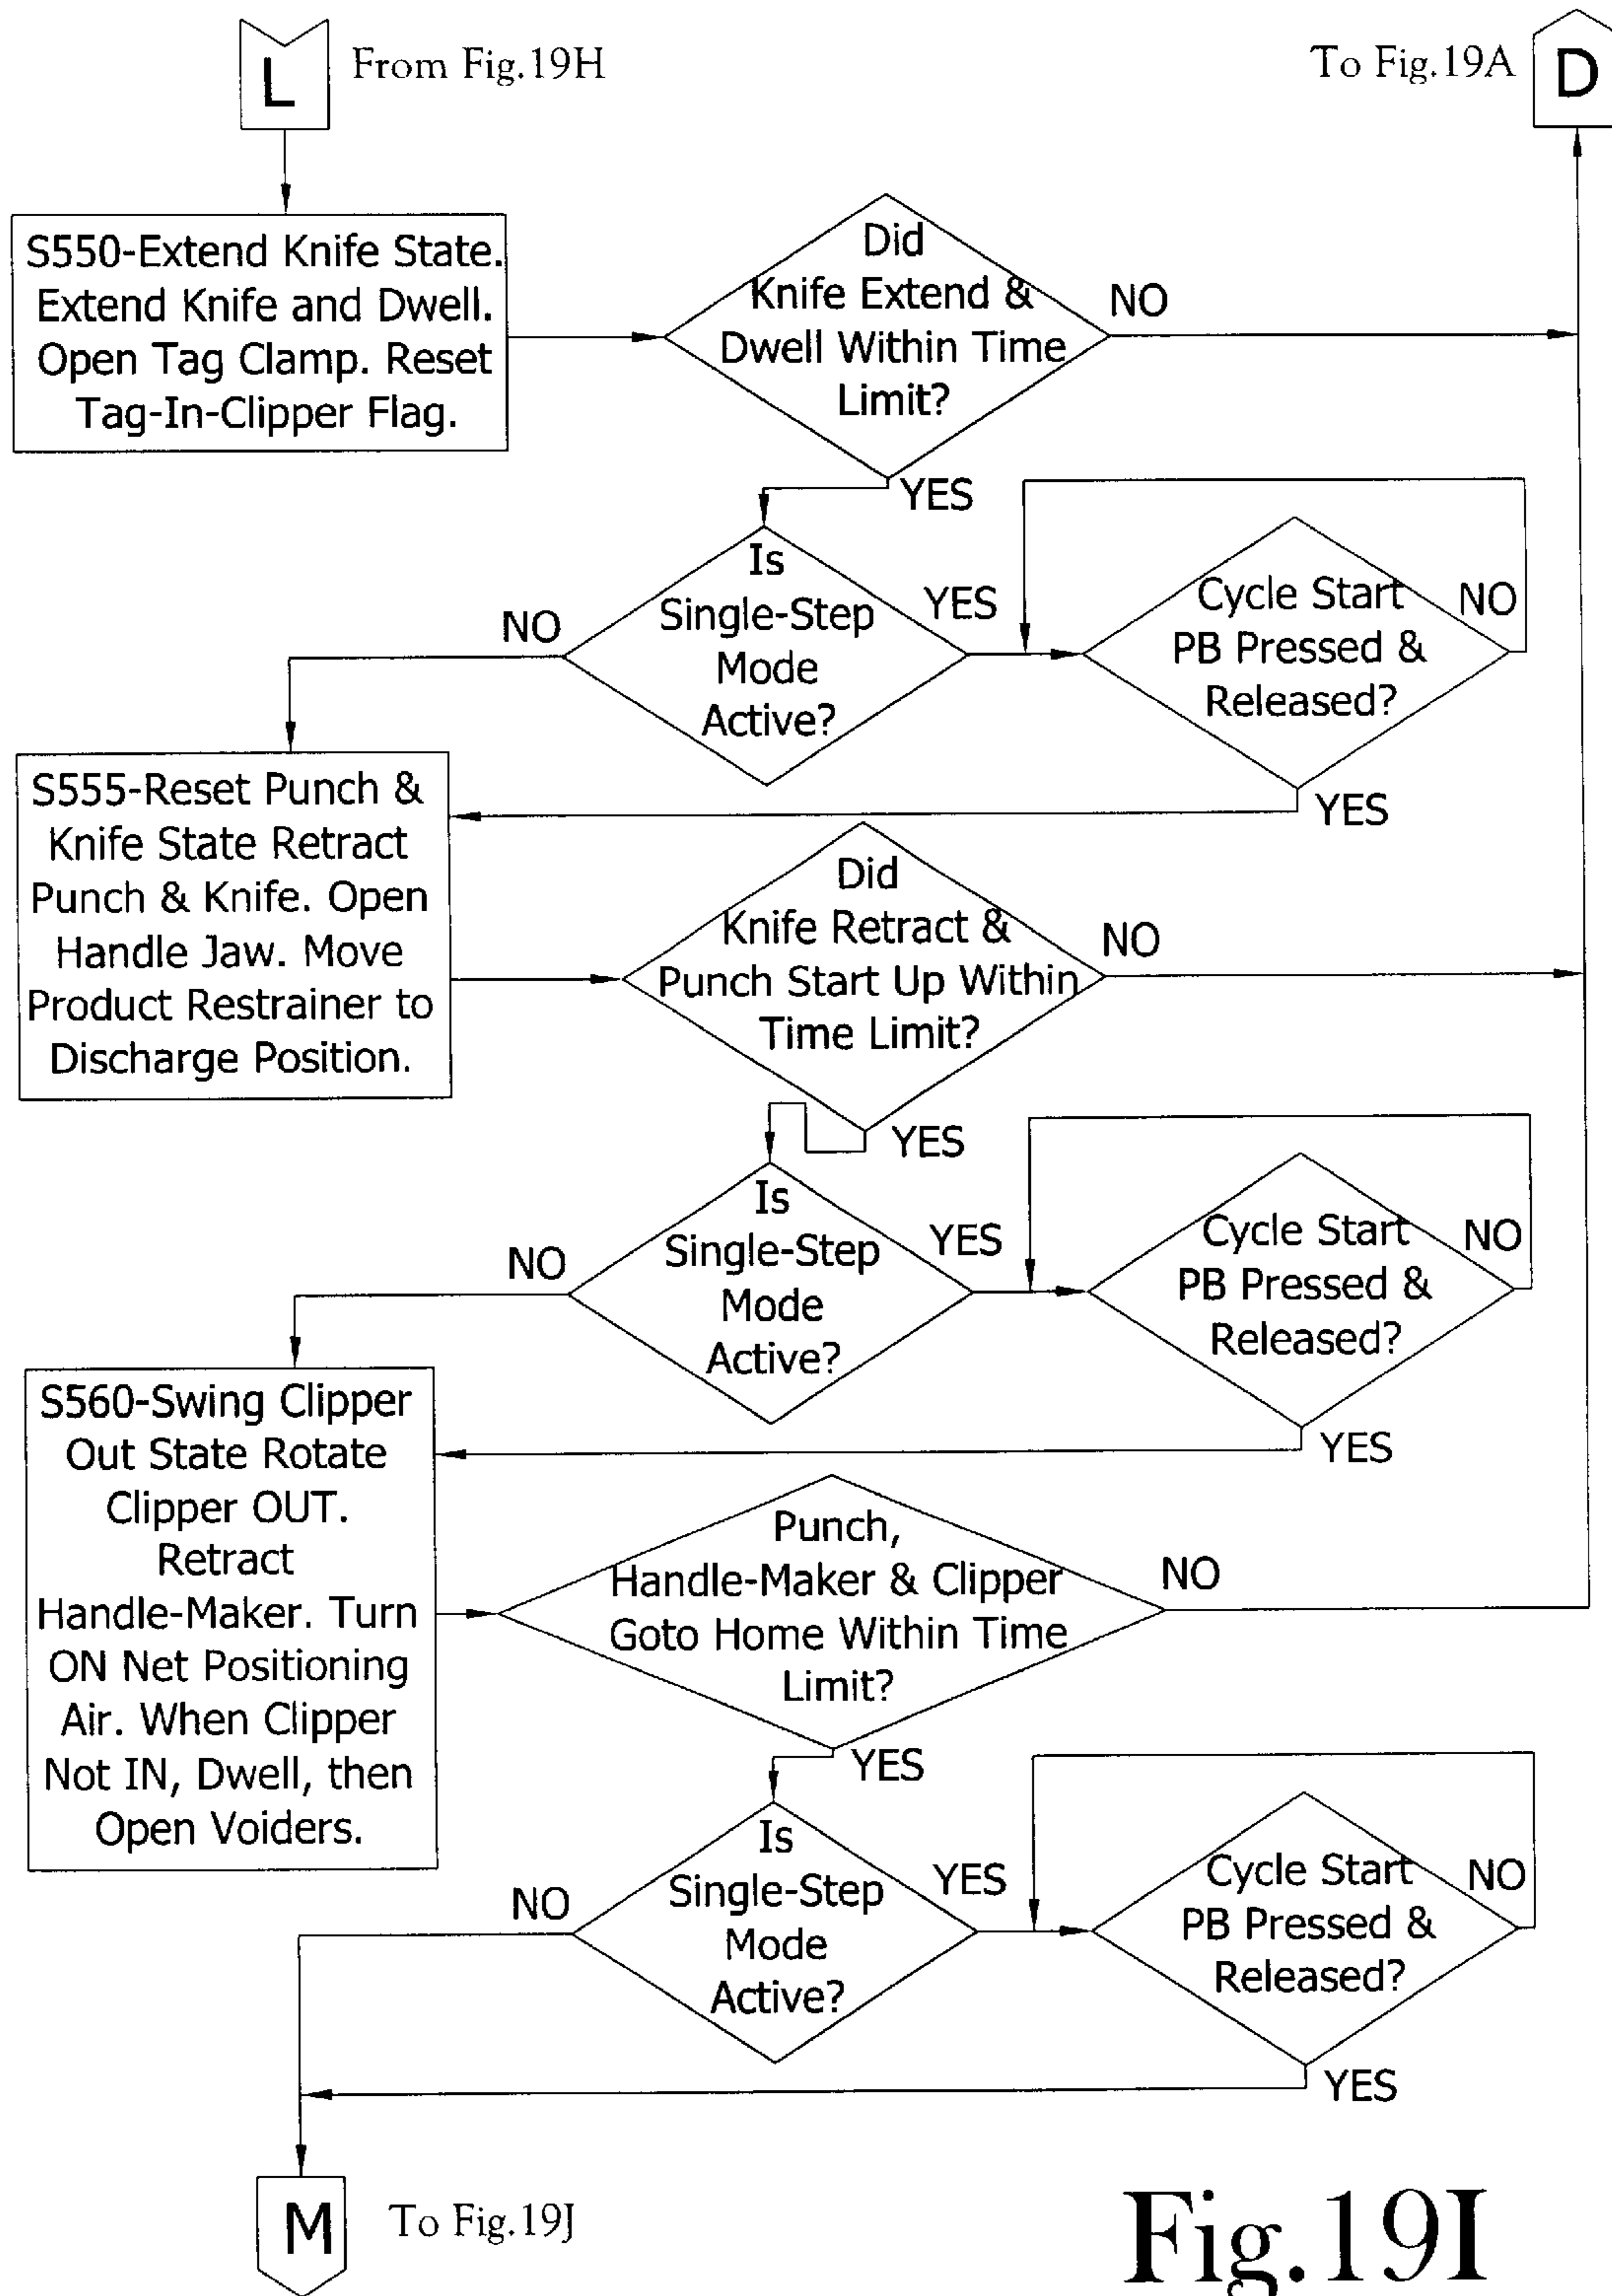 L
From Fig.19H
To Fig.19A
D
S550-Extend Knife State.
Extend Knife and Dwell.
Open Tag Clamp. Reset
Tag-In-Clipper Flag.
Did
Knife Extend &
Dwell Within Time
Limit?
NO
YES
Is
Single-Step
Mode
Active?
NO
YES
Cycle Start
PB Pressed &
Released?
NO
YES
S555-Reset Punch &
Knife State Retract
Punch & Knife. Open
Handle Jaw. Move
Product Restrainer to
Discharge Position.
Did
Knife Retract &
Punch Start Up Within
Time Limit?
NO
YES
Is
Single-Step
Mode
Active?
NO
YES
Cycle Start
PB Pressed &
Released?
NO
YES
S560-Swing Clipper
Out State Rotate
Clipper OUT.
Retract
Handle-Maker. Turn
ON Net Positioning
Air. When Clipper
Not IN, Dwell, then
Open Voiders.
Punch,
Handle-Maker & Clipper
Goto Home Within Time
Limit?
NO
YES
Is
Single-Step
Mode
Active?
NO
YES
Cycle Start
PB Pressed &
Released?
NO
YES
M
To Fig.19J
Fig.19I